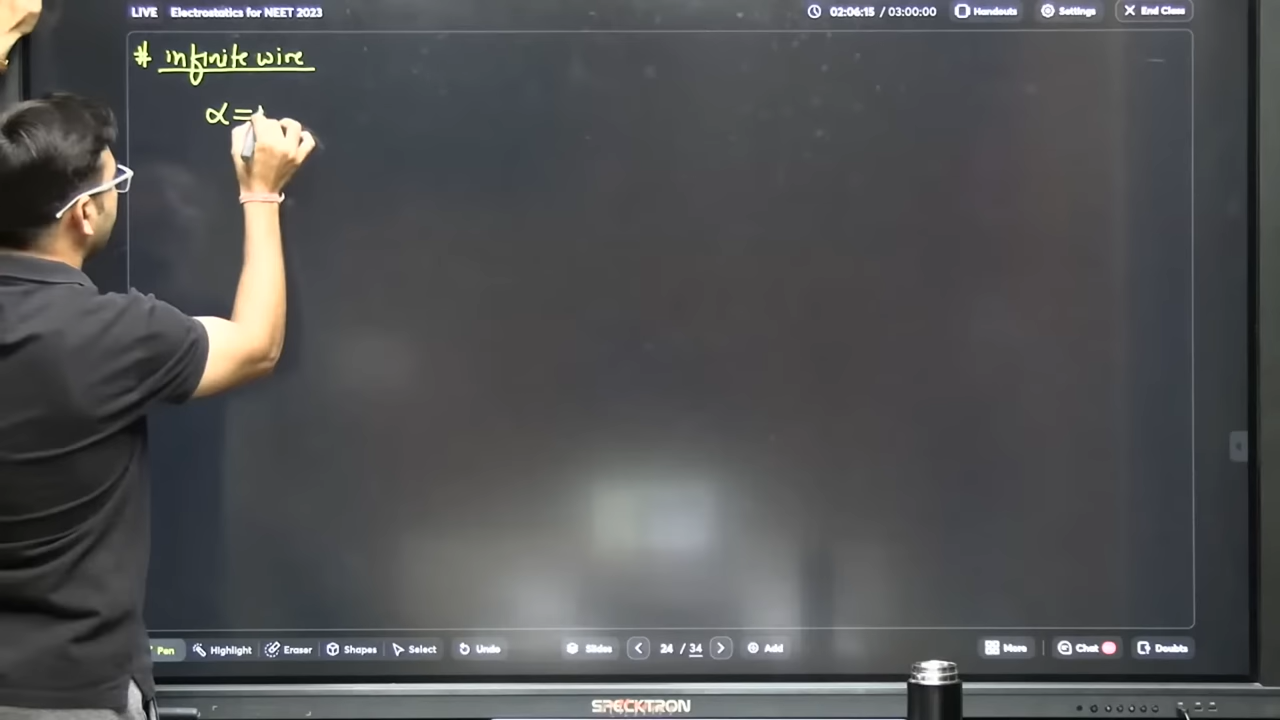 LIVE Electrostatics for NEET 2023 02:06:15 / 03:00:00 Handouts Settings End Class
* infinite wire
α =
Pen Highlight Eraser Shapes Select Undo Slides 24 / 34 Add More Chat Doubts
SPECKTRON